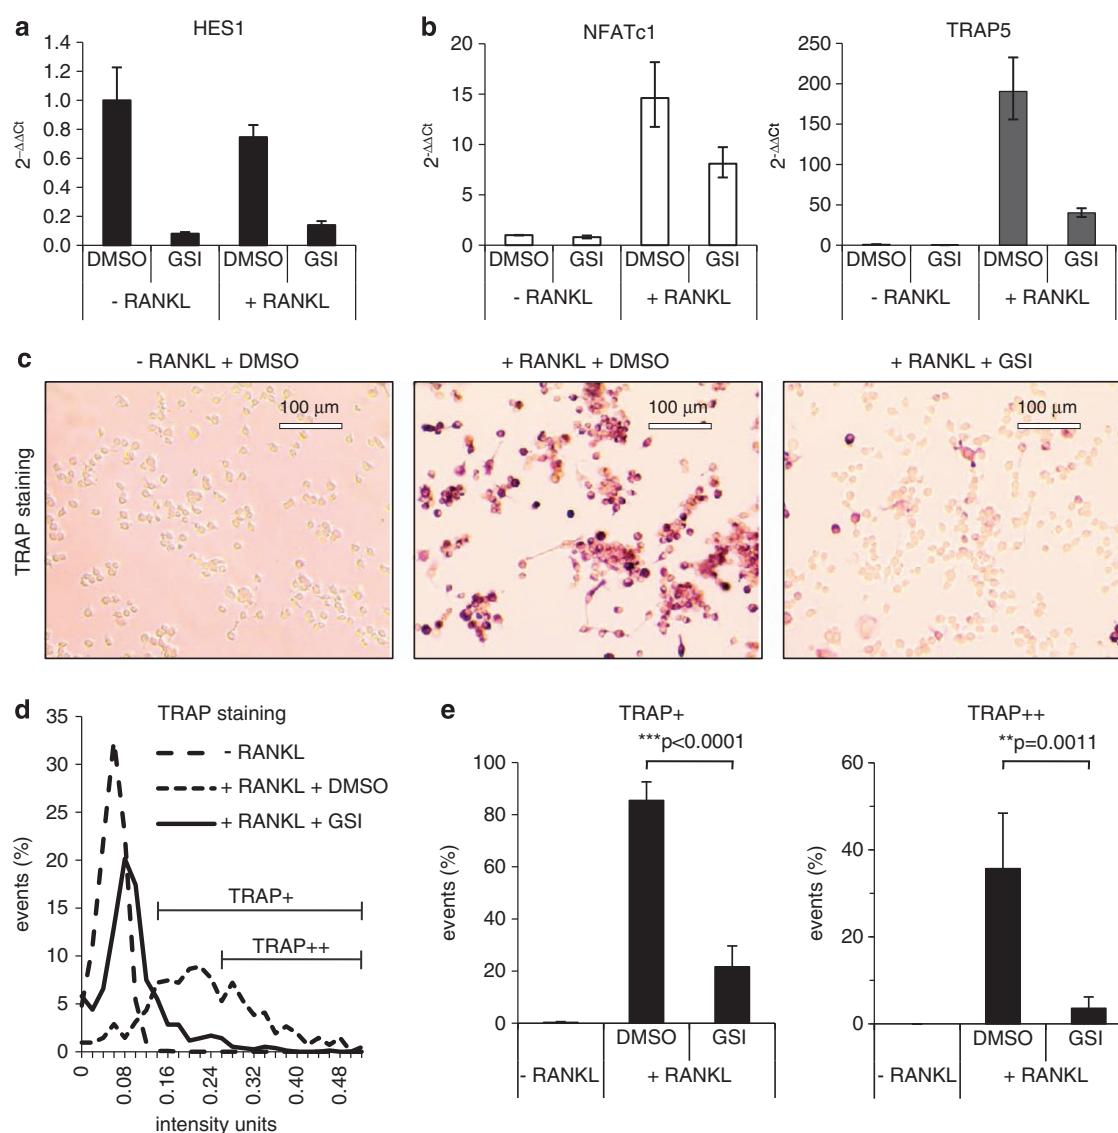 a
HES1
2^-ΔΔCt
1.4
1.2
1.0
0.8
0.6
0.4
0.2
0.0
DMSO GSI DMSO GSI
- RANKL + RANKL
b
NFATc1
2^-ΔΔCt
20
15
10
5
0
DMSO GSI DMSO GSI
- RANKL + RANKL
TRAP5
2^-ΔΔCt
250
200
150
100
50
0
DMSO GSI DMSO GSI
- RANKL + RANKL
c
- RANKL + DMSO
+ RANKL + DMSO
+ RANKL + GSI
TRAP staining
100 μm
100 μm
100 μm
d
TRAP staining
- RANKL
+ RANKL + DMSO
+ RANKL + GSI
TRAP+
TRAP++
events (%)
35
30
25
20
15
10
5
0
0 0.08 0.16 0.24 0.32 0.40 0.48
intensity units
e
TRAP+
***p<0.0001
events (%)
100
80
60
40
20
0
DMSO GSI
- RANKL + RANKL
TRAP++
**p=0.0011
events (%)
60
40
20
0
DMSO GSI
- RANKL + RANKL